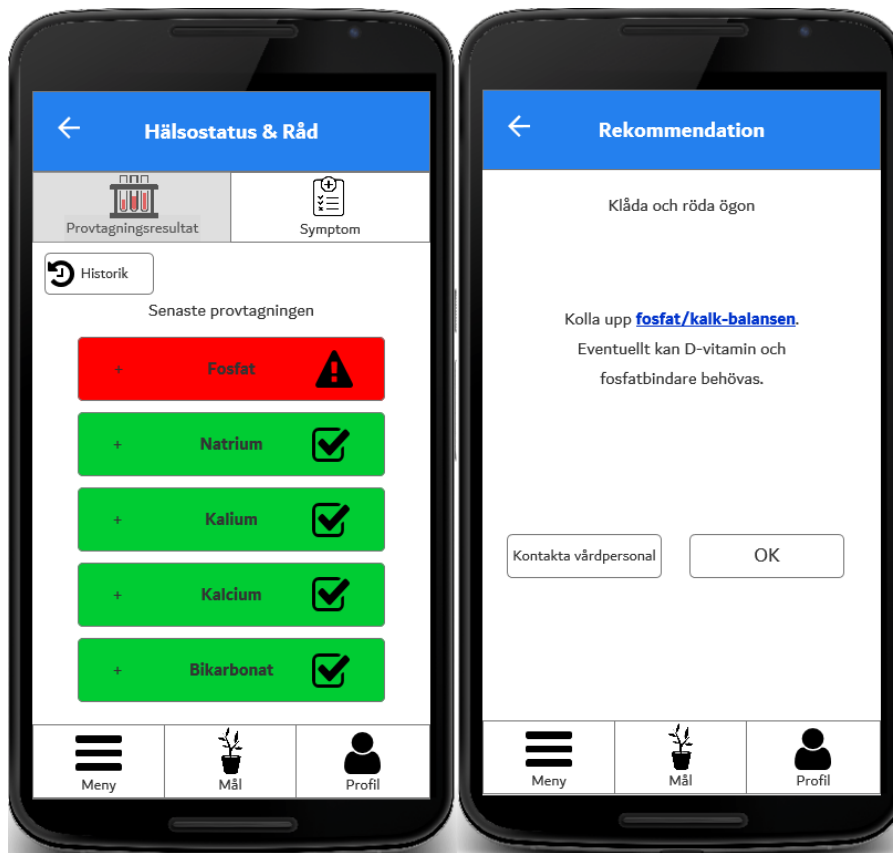 Hälsostatus & Råd
Provtagningsresultat
Symptom
Historik
Senaste provtagningen
+ Fosfat
+ Natrium
+ Kalium
+ Kalcium
+ Bikarbonat
Meny
Mål
Profil
Rekommendation
Klåda och röda ögon
Kolla upp fosfat/kalk-balansen.
Eventuellt kan D-vitamin och
fosfatbindare behövas.
Kontakta vårdpersonal
OK
Meny
Mål
Profil